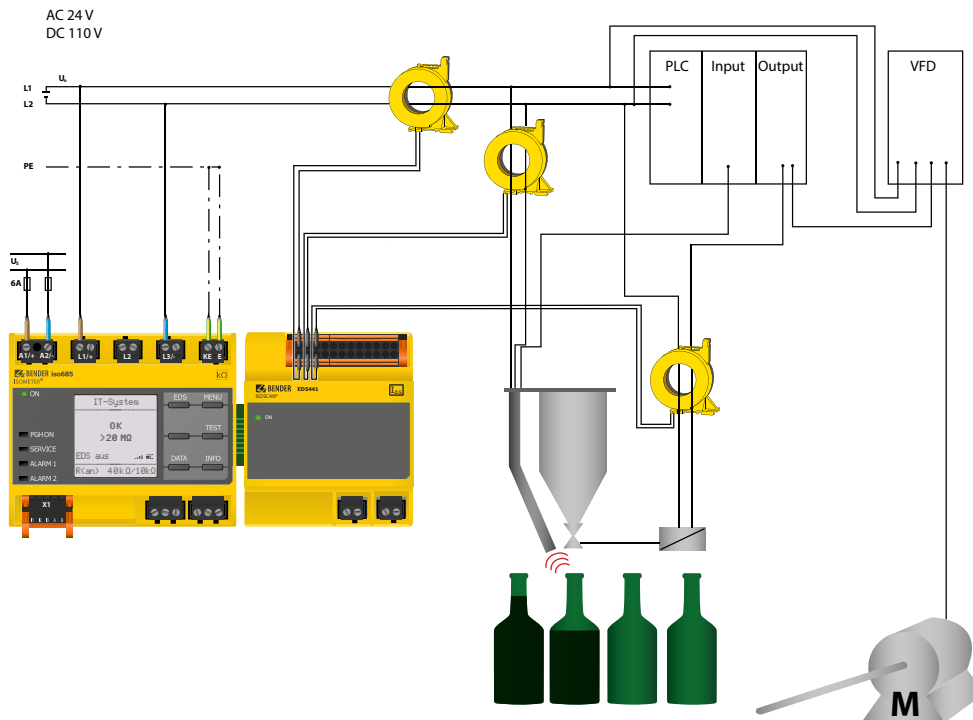 AC 24 V
DC 110 V
Un
L1
L2
PE
Us
6A
PLC
Input
Output
VFD
A1/+
A2/-
L1/+
L2
L3/-
KE
E
BENDER iso685
ISOMETER®
kΩ
ON
PGH ON
SERVICE
ALARM 1
ALARM 2
IT-System
OK
>20 MΩ
EDS aus
R(an) 40kΩ/10kΩ
EDS
MENU
TEST
DATA
INFO
X1
BENDER EDS441
ISOSCAN®
ON
M